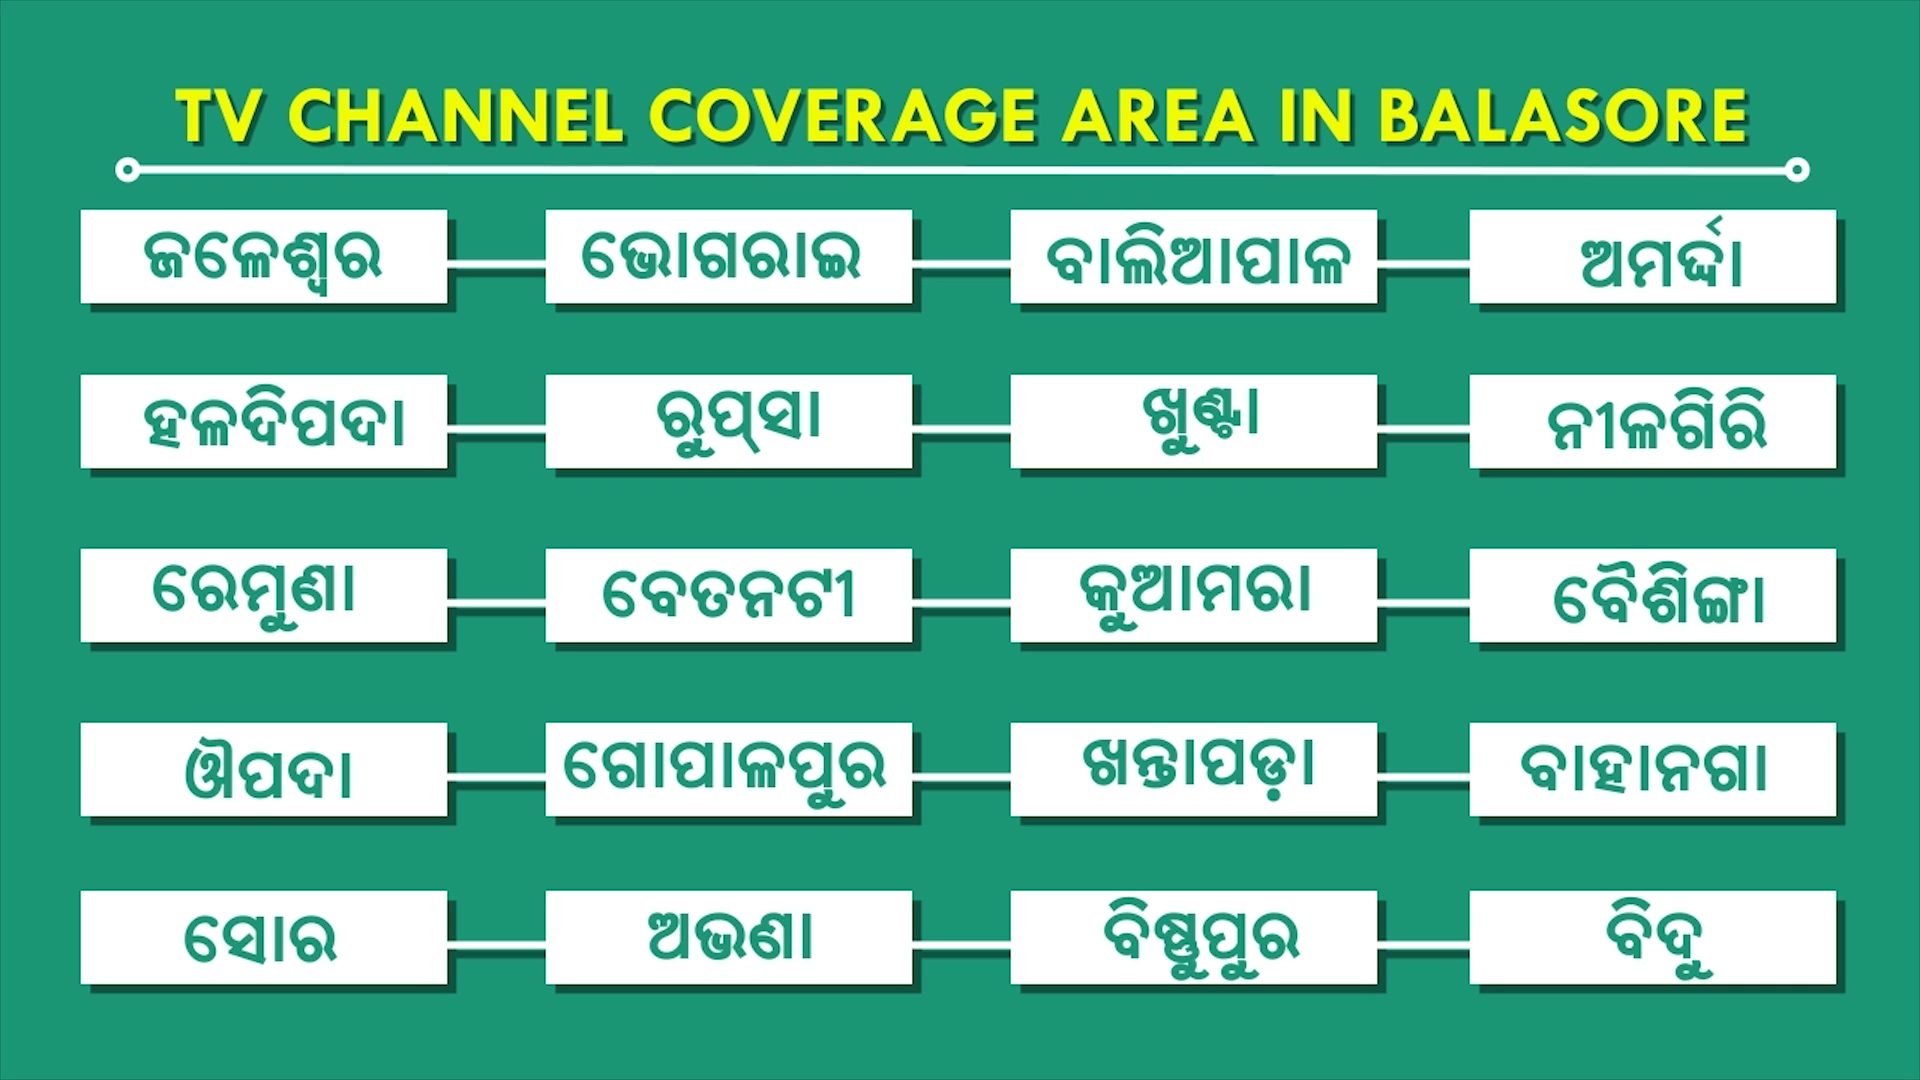 TV CHANNEL COVERAGE AREA IN BALASORE
ଜଳେଶ୍ୱର ଭୋଗରାଇ ବାଲିଆପାଳ ଅମର୍ଦ୍ଦା
ହଳଦିପଦା ରୁପ୍‌ସା ଖୁଣ୍ଟା ନୀଳଗିରି
ରେମୁଣା ବେତନଟୀ କୁଆମରା ବୈଶିଙ୍ଗା
ଔପଦା ଗୋପାଳପୁର ଖନ୍ତାପଡ଼ା ବାହାନଗା
ସୋର ଅଭଣା ବିଷ୍ଣୁପୁର ବିଦୁ